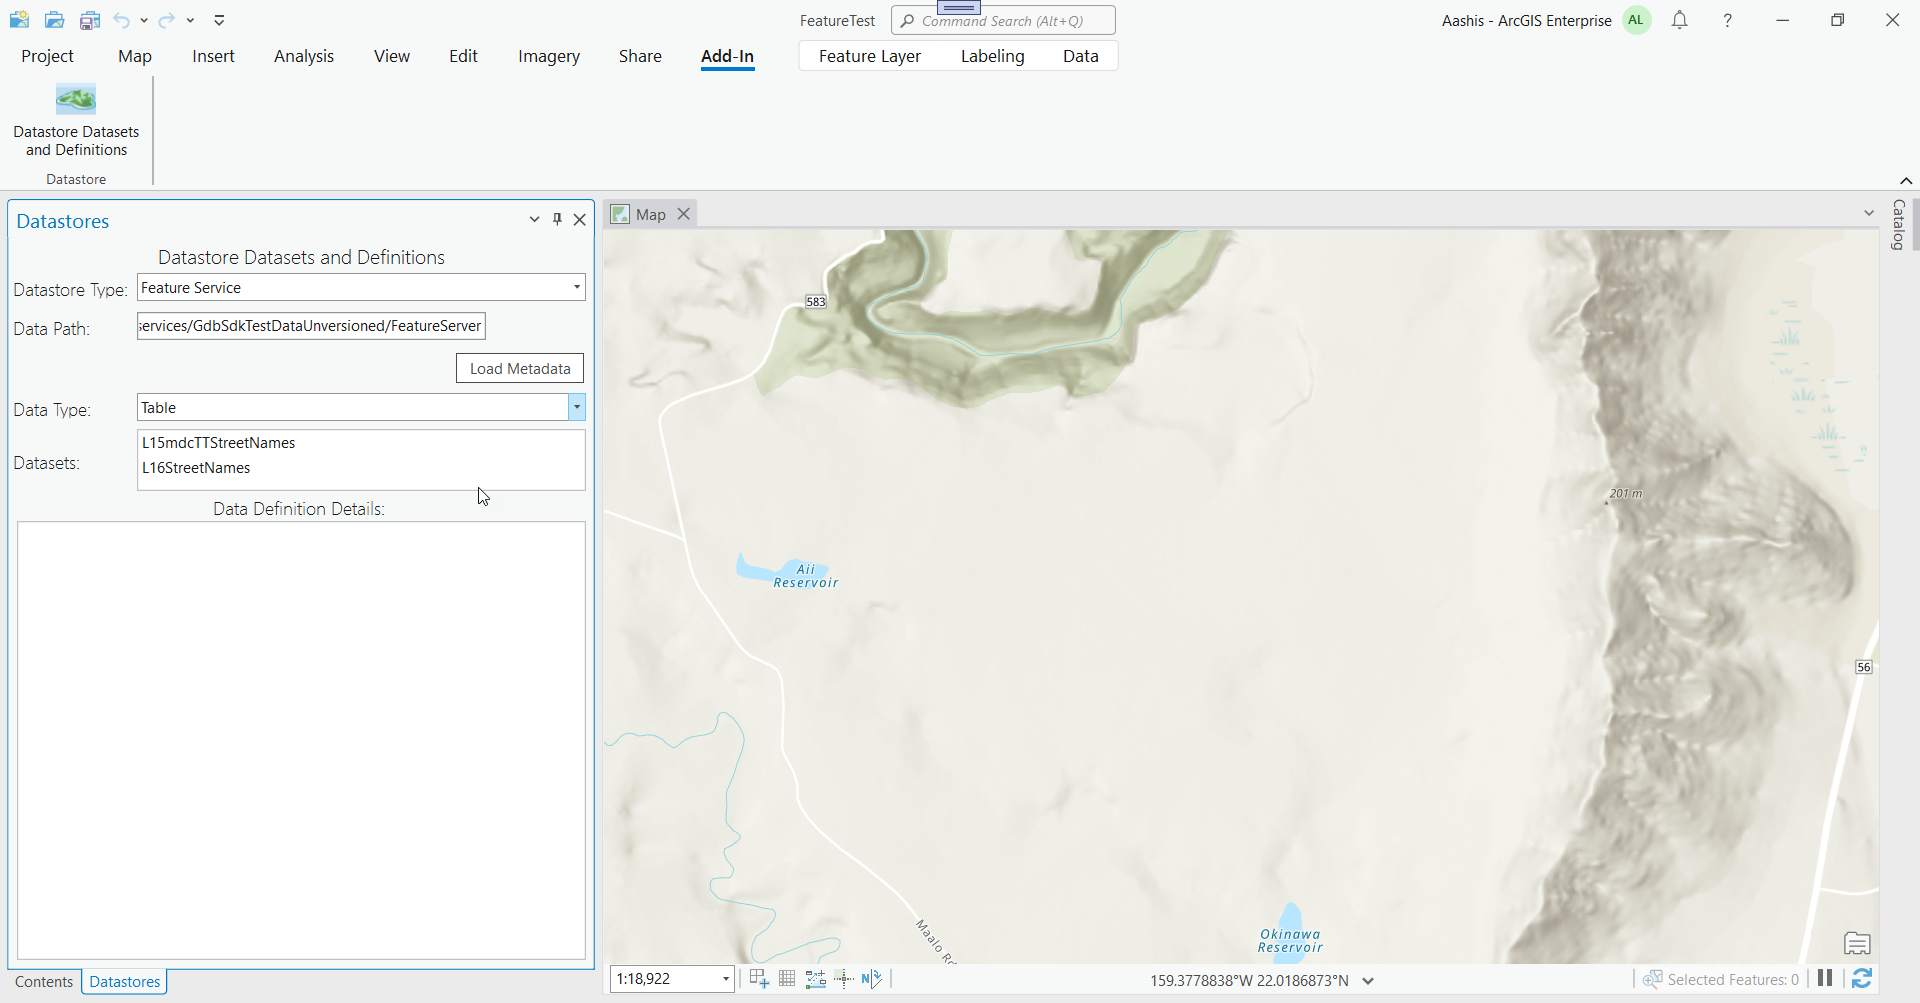 FeatureTest
Command Search (Alt+Q)
Aashis - ArcGIS Enterprise
AL
?
Project
Map
Insert
Analysis
View
Edit
Imagery
Share
Add-In
Feature Layer
Labeling
Data
Datastore Datasets
and Definitions
Datastore
Datastores
Datastore Datasets and Definitions
Datastore Type:
Feature Service
Data Path:
services/GdbSdkTestDataUnversioned/FeatureServer
Load Metadata
Data Type:
Table
Datasets:
L15mdcTTStreetNames
L16StreetNames
Data Definition Details:
Contents
Datastores
Map
Catalog
583
201 m
Aii
Reservoir
56
Maalo Rd
Okinawa
Reservoir
1:18,922
N
159.3778838°W 22.0186873°N
Selected Features: 0